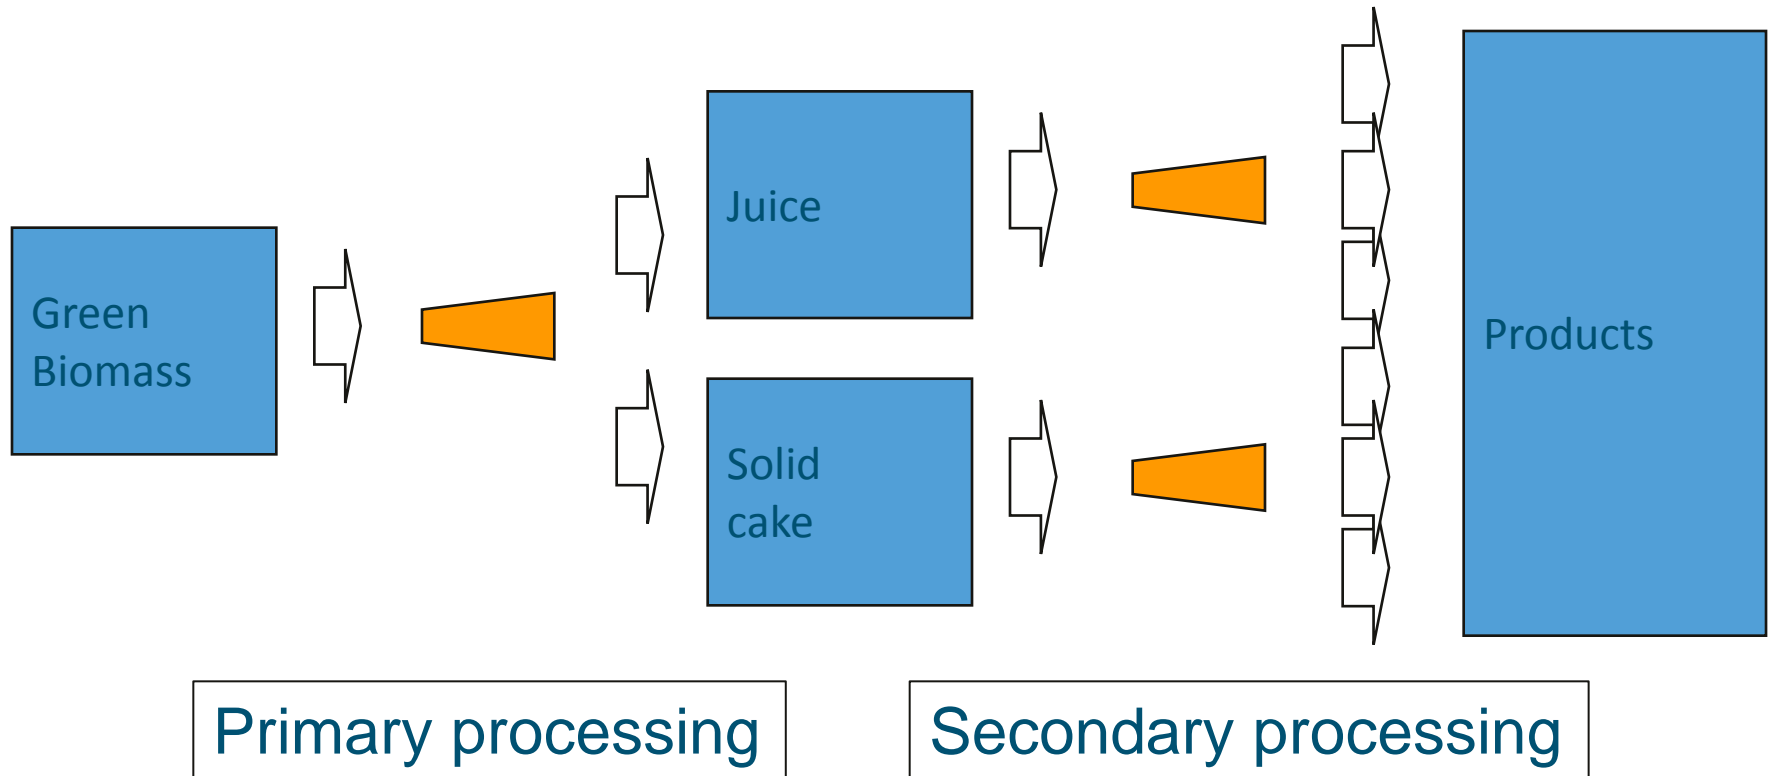 Green
Biomass
Juice
Solid
cake
Products
Primary processing
Secondary processing